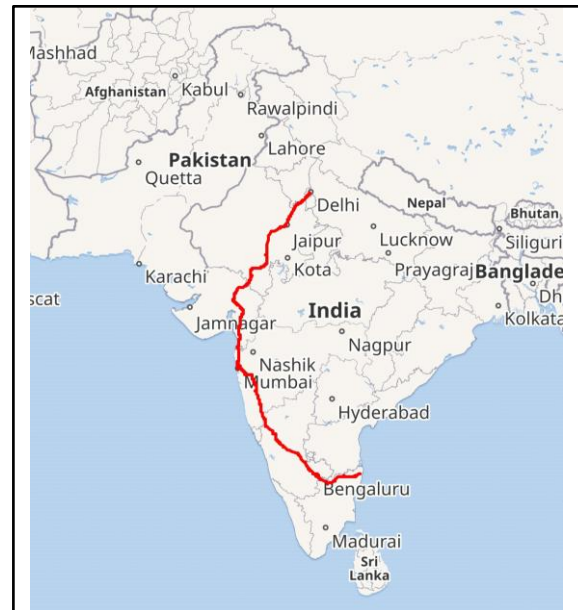 Mashhad
Kabul
Afghanistan
Rawalpindi
Lahore
Pakistan
Quetta
Delhi
Nepal
Bhutan
Jaipur
Lucknow
Siliguri
Kota
Prayagraj
Banglade
Karachi
Dh
scat
India
Kolkata
Jamnagar
Nagpur
Nashik
Mumbai
Hyderabad
Bengaluru
Madurai
Sri
Lanka